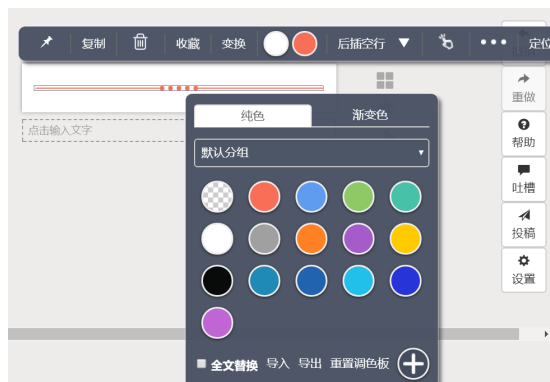 复制 收藏 变换 后插空行 ▼ 定位
重做
点击输入文字
纯色 渐变色
帮助
默认分组
吐槽
投稿
设置
全文替换 导入 导出 重置调色板